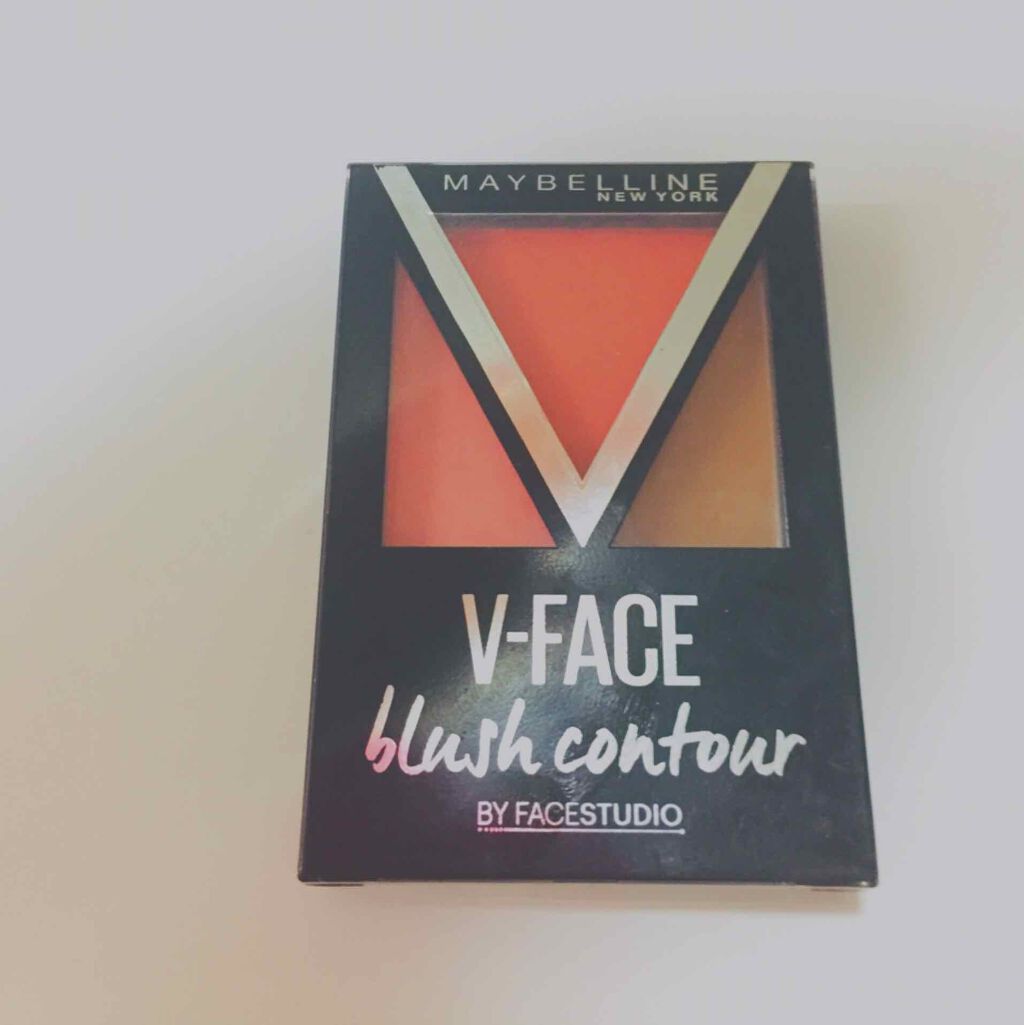 MAYBELLINE
NEW YORK
V-FACE
blush contour
BY FACESTUDIO